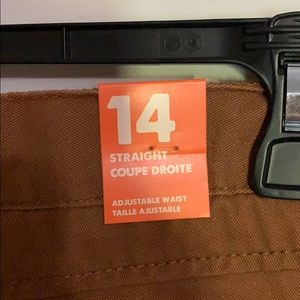 14
STRAIGHT
COUPE DROITE
ADJUSTABLE WAIST
TAILLE AJUSTABLE